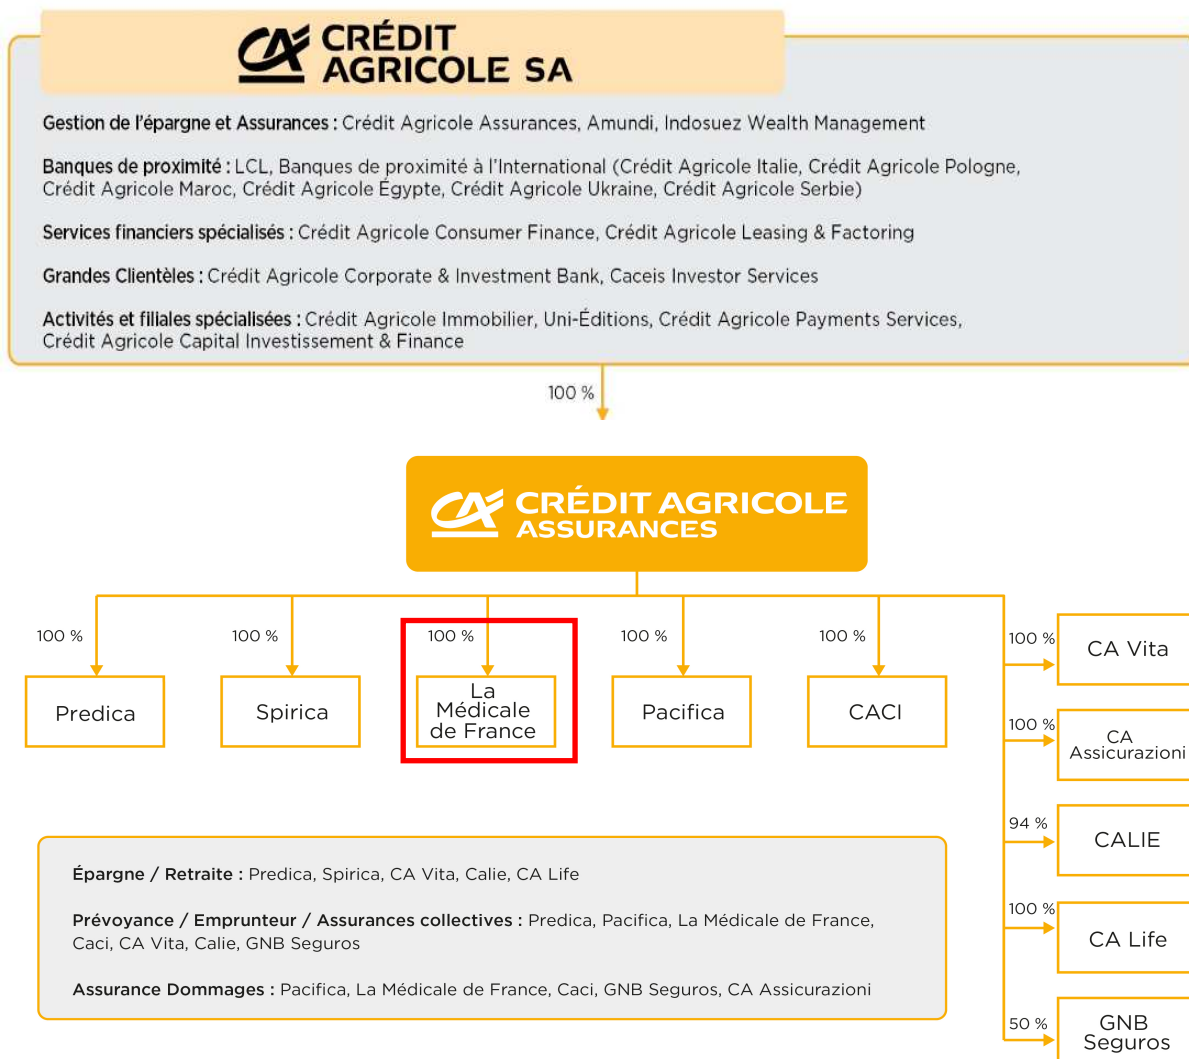 CRÉDIT
AGRICOLE SA
Gestion de l'épargne et Assurances : Crédit Agricole Assurances, Amundi, Indosuez Wealth Management
Banques de proximité : LCL, Banques de proximité à l'International (Crédit Agricole Italie, Crédit Agricole Pologne,
Crédit Agricole Maroc, Crédit Agricole Égypte, Crédit Agricole Ukraine, Crédit Agricole Serbie)
Services financiers spécialisés : Crédit Agricole Consumer Finance, Crédit Agricole Leasing & Factoring
Grandes Clientèles : Crédit Agricole Corporate & Investment Bank, Caceis Investor Services
Activités et filiales spécialisées : Crédit Agricole Immobilier, Uni-Éditions, Crédit Agricole Payments Services,
Crédit Agricole Capital Investissement & Finance
100 %
CRÉDIT AGRICOLE
ASSURANCES
100 %
Predica
100 %
Spirica
100 %
La
Médicale
de France
100 %
Pacifica
100 %
CACI
100 %
CA Vita
100 %
CA
Assicurazioni
94 %
CALIE
100 %
CA Life
50 %
GNB
Seguros
Épargne / Retraite : Predica, Spirica, CA Vita, Calie, CA Life
Prévoyance / Emprunteur / Assurances collectives : Predica, Pacifica, La Médicale de France,
Caci, CA Vita, Calie, GNB Seguros
Assurance Dommages : Pacifica, La Médicale de France, Caci, GNB Seguros, CA Assicurazioni